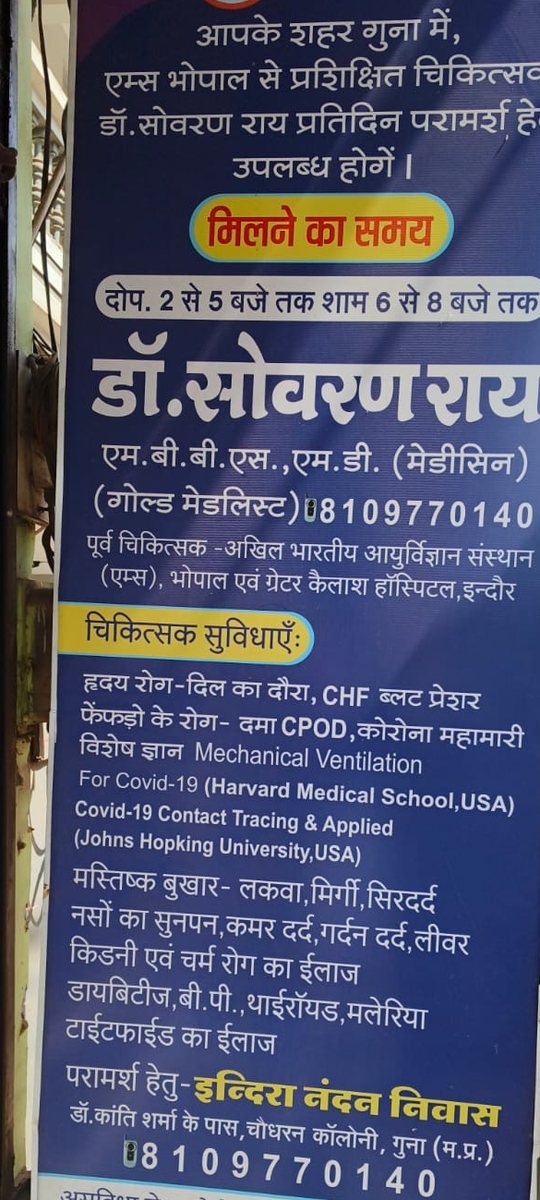 आपके शहर गुना में,
एम्स भोपाल से प्रशिक्षित
डॉ.सोवरण राय प्रतिदिन परामर्श
उपलब्ध होगें।
मिलने का समय
दोप. 2 से 5 बजे तक शाम 6 से 8 बजे तक
डॉ.सोवरण राय
एम.बी.बी.एस.,एम.डी. (मेडीसिन)
(गोल्ड मेडलिस्ट) 8109770140
पूर्व चिकित्सक -अखिल भारतीय आयुर्विज्ञान संस्थान
(एम्स), भोपाल एवं ग्रेटर कैलाश हॉस्पिटल,इन्दौर
चिकित्सक सुविधाएँः
हृदय रोग-दिल का दौरा, CHF ब्लट प्रेशर
फेंफड़ो के रोग- दमा CPOD,कोरोना महामारी
विशेष ज्ञान Mechanical Ventilation
For Covid-19 (Harvard Medical School,USA)
Covid-19 Contact Tracing & Applied
(Johns Hopking University,USA)
मस्तिष्क बुखार- लकवा,मिर्गी,सिरदर्द
नसों का सुनपन,कमर दर्द,गर्दन दर्द,लीवर
किडनी एवं चर्म रोग का ईलाज
डायबिटीज,बी.पी.,थाईरॉयड,मलेरिया
टाईटफाईड का ईलाज
परामर्श हेतु-इन्दिरा नंदन निवास
डॉ.कांति शर्मा के पास,चौधरन कॉलोनी, गुना (म.प्र.)
8109770140